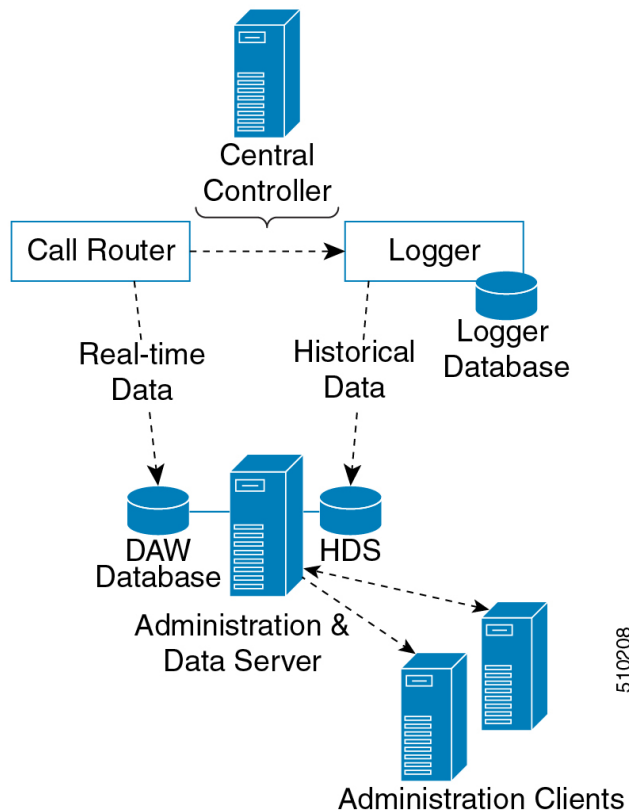 Central
Controller
Call Router
Logger
Logger
Database
Real-time
Data
Historical
Data
DAW
Database
HDS
Administration &
Data Server
Administration Clients
510208